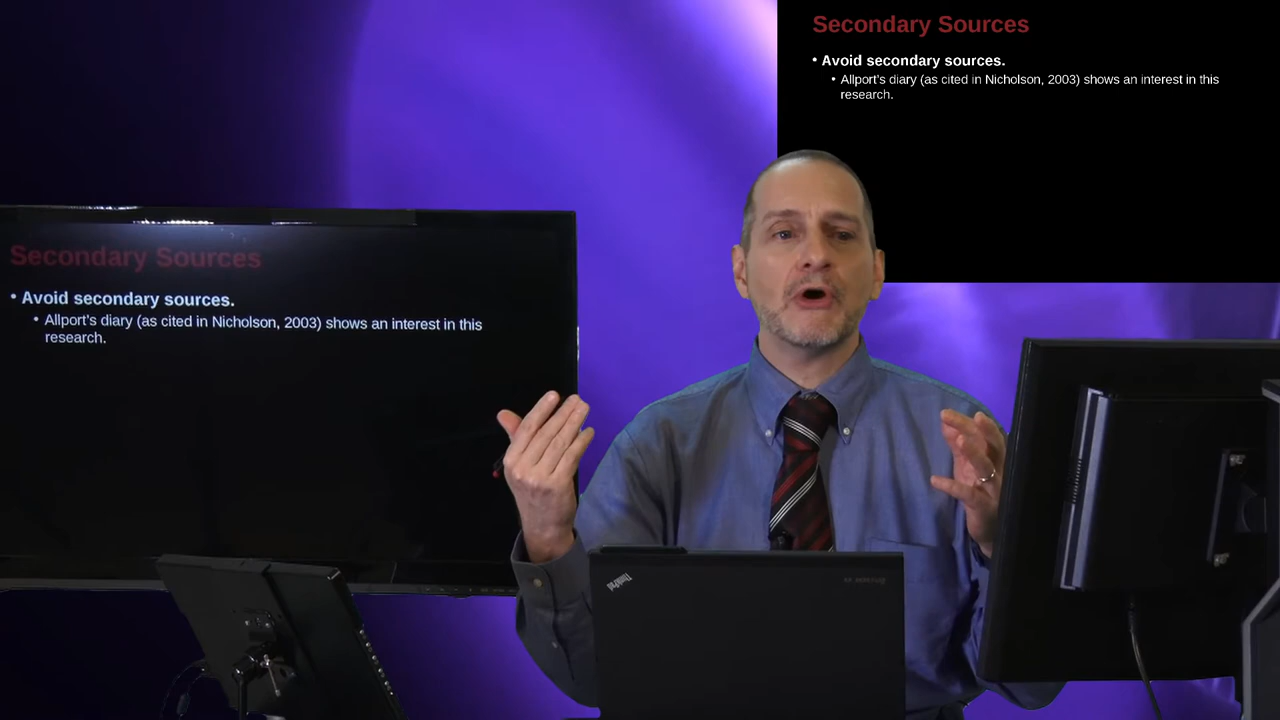 Secondary Sources
• Avoid secondary sources.
• Allport's diary (as cited in Nicholson, 2003) shows an interest in this
research.
Secondary Sources
• Avoid secondary sources.
• Allport's diary (as cited in Nicholson, 2003) shows an interest in this
research.
ThinkPad